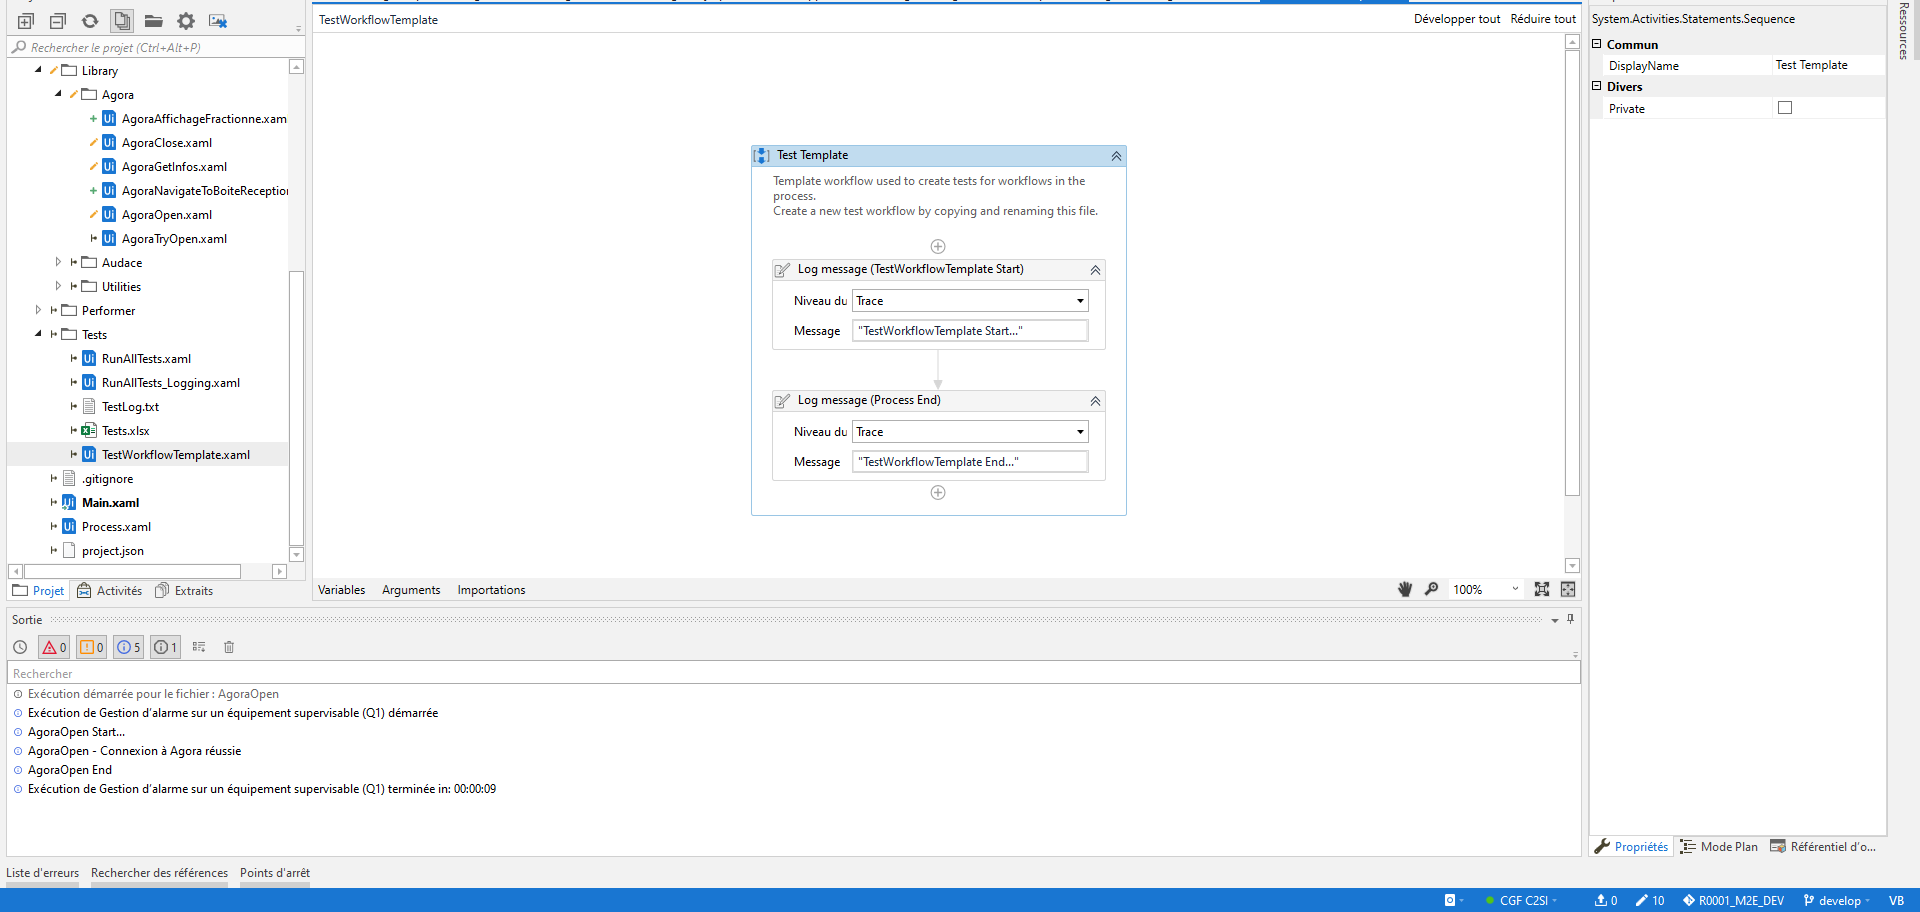 Rechercher le projet (Ctrl+Alt+P)
Library
Agora
AgoraAffichageFractionne.xam
AgoraClose.xaml
AgoraGetInfos.xaml
AgoraNavigateToBoiteReception
AgoraOpen.xaml
AgoraTryOpen.xaml
Audace
Utilities
Performer
Tests
RunAllTests.xaml
RunAllTests_Logging.xaml
TestLog.txt
Tests.xlsx
TestWorkflowTemplate.xaml
.gitignore
Main.xaml
Process.xaml
project.json
Projet Activités Extraits
TestWorkflowTemplate
Développer tout Réduire tout
Test Template
Template workflow used to create tests for workflows in the
process.
Create a new test workflow by copying and renaming this file.
Log message (TestWorkflowTemplate Start)
Niveau du Trace
Message "TestWorkflowTemplate Start..."
Log message (Process End)
Niveau du Trace
Message "TestWorkflowTemplate End..."
Variables Arguments Importations
100%
System.Activities.Statements.Sequence
Commun
DisplayName Test Template
Divers
Private
Ressources
Propriétés Mode Plan Référentiel d'o...
Sortie
0 0 5 1
Rechercher
Exécution démarrée pour le fichier : AgoraOpen
Exécution de Gestion d'alarme sur un équipement supervisable (Q1) démarrée
AgoraOpen Start...
AgoraOpen - Connexion à Agora réussie
AgoraOpen End
Exécution de Gestion d'alarme sur un équipement supervisable (Q1) terminée in: 00:00:09
Liste d'erreurs Rechercher des références Points d'arrêt
CGF C2SI 0 10 R0001_M2E_DEV develop VB